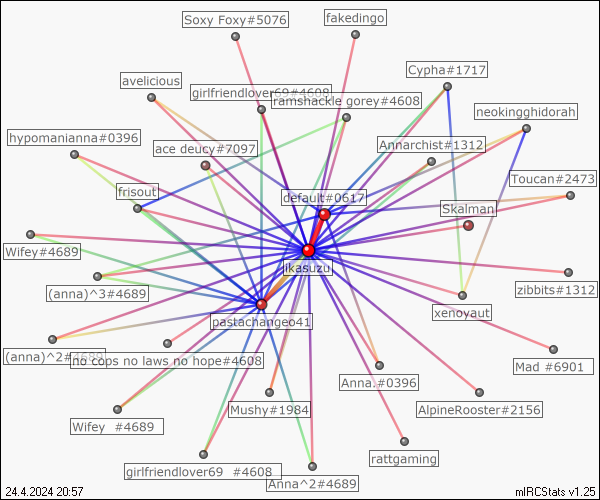 Soxy Foxy#5076
fakedingo
Cypha#1717
avelicious
girlfriendlover69#4608
ramshackle gorey#4608
neokingghidorah
hypomanianna#0396
ace deucy#7097
Annarchist#1312
Toucan#2473
frisout
default#0617
Skalman
Wifey#4689
ikasuzu
(anna)^3#4689
zibbits#1312
xenoyaut
pastachangeo41
(anna)^2#4689
no cops no laws no hope#4608
Mad #6901
Anna.#0396
Mushy#1984
AlpineRooster#2156
Wifey  #4689
rattgaming
girlfriendlover69  #4608
Anna^2#4689
24.4.2024 20:57
mIRCStats v1.25